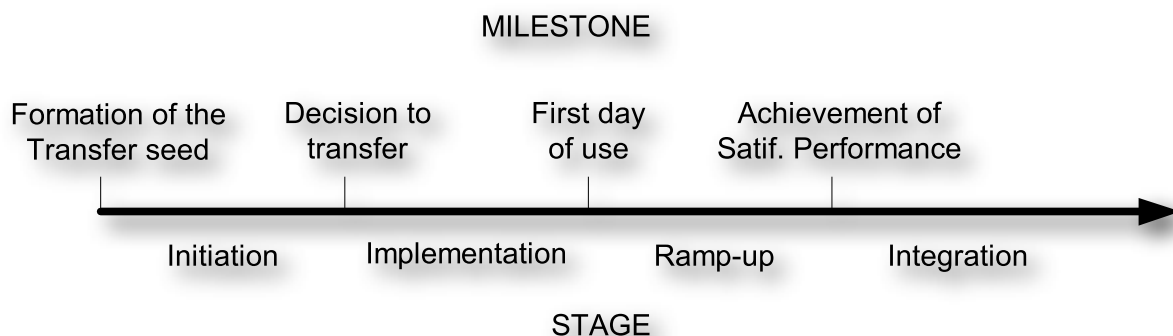 MILESTONE
Formation of the
Transfer seed
Decision to
transfer
First day
of use
Achievement of
Satif. Performance
Initiation
Implementation
Ramp-up
Integration
STAGE